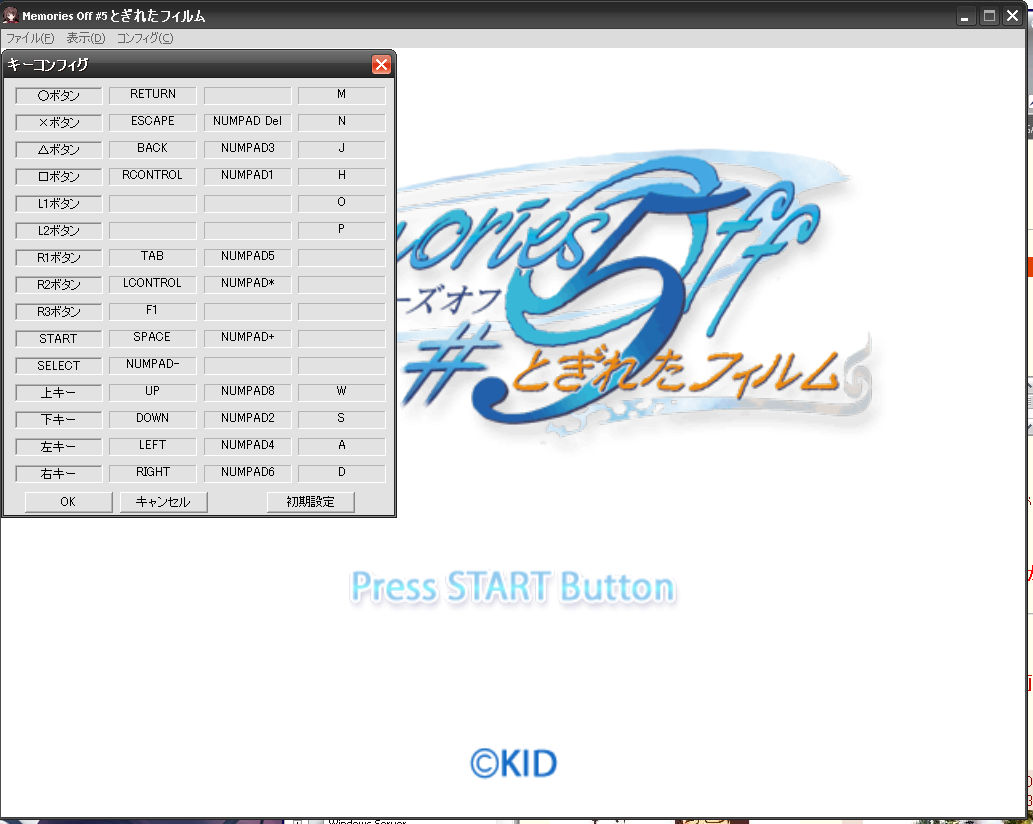 Memories Off #5 とぎれたフィルム
ファイル(F) 表示(D) コンフィグ(C)
キーコンフィグ
○ボタン RETURN M
×ボタン ESCAPE NUMPAD Del N
△ボタン BACK NUMPAD3 J
□ボタン RCONTROL NUMPAD1 H
L1ボタン O
L2ボタン P
R1ボタン TAB NUMPAD5
R2ボタン LCONTROL NUMPAD*
R3ボタン F1
START SPACE NUMPAD+
SELECT NUMPAD-
上キー UP NUMPAD8 W
下キー DOWN NUMPAD2 S
左キー LEFT NUMPAD4 A
右キー RIGHT NUMPAD6 D
OK キャンセル 初期設定
ories Off
5
ーズオフ
#
とぎれたフィルム
Press START Button
©KID
Windows Server